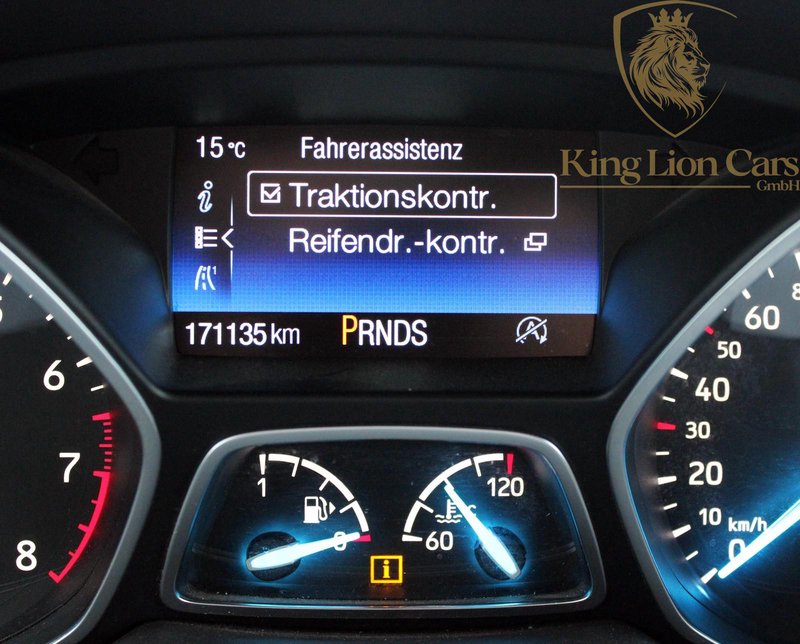 King Lion Cars
GmbH
15°C Fahrerassistenz
Traktionskontr.
Reifendr.-kontr.
171135 km PRNDS
6
7
8
1
0
60
120
60
50
40
30
20
10
km/h
0